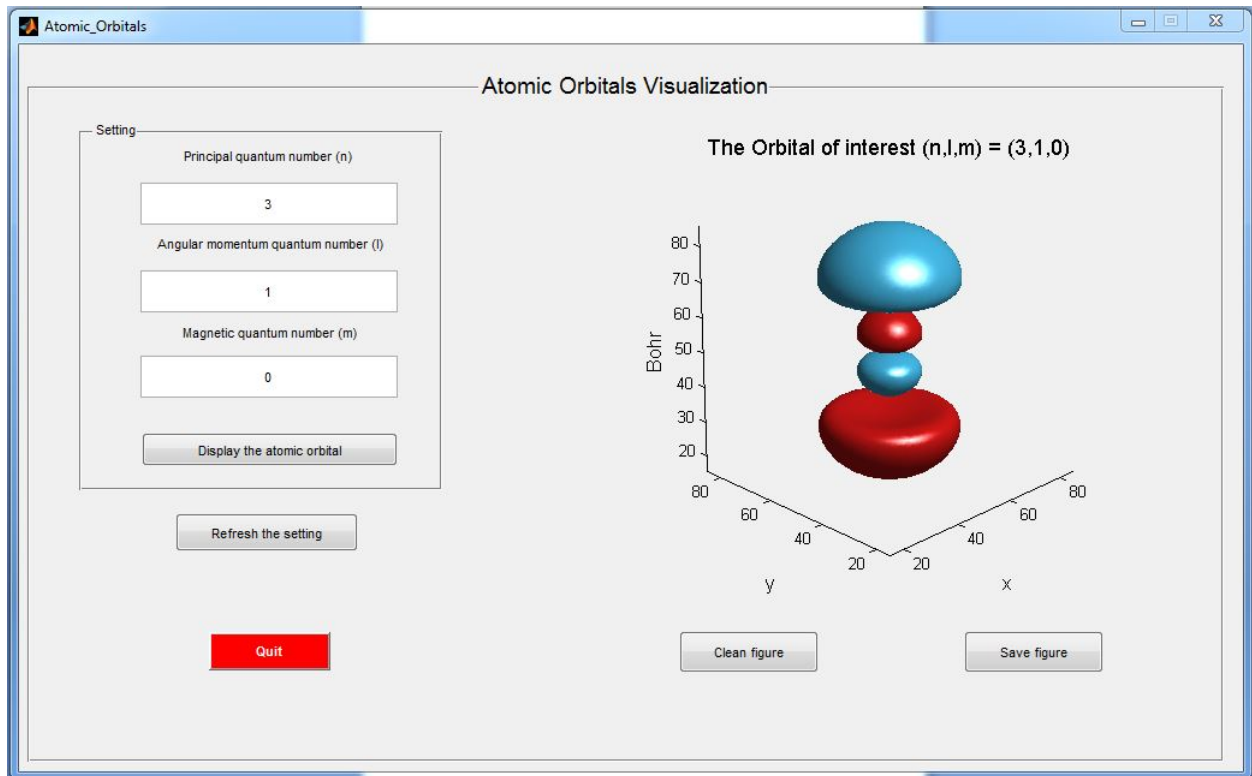 Atomic_Orbitals
Atomic Orbitals Visualization
Setting
Principal quantum number (n)
3
Angular momentum quantum number (l)
1
Magnetic quantum number (m)
0
Display the atomic orbital
Refresh the setting
Quit
The Orbital of interest (n,l,m) = (3,1,0)
80
70
60
50
40
30
20
Bohr
80
60
40
20
y
20
40
60
80
x
Clean figure
Save figure